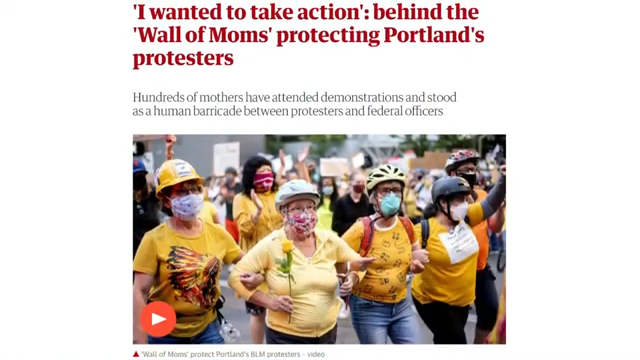 'I wanted to take action': behind the
'Wall of Moms' protecting Portland's
protesters
Hundreds of mothers have attended demonstrations and stood
as a human barricade between protesters and federal officers
'Wall of Moms' protect Portland's BLM protesters – video